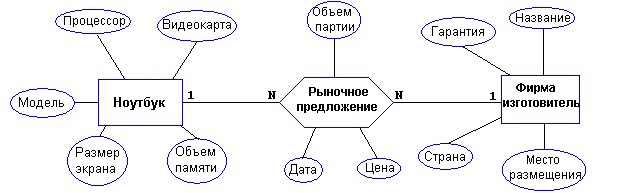 Процессор
Видеокарта
Объем
партии
Гарантия
Название
Модель
Ноутбук
1
N
Рыночное
предложение
N
1
Фирма
изготовитель
Размер
экрана
Объем
памяти
Дата
Цена
Страна
Место
размещения